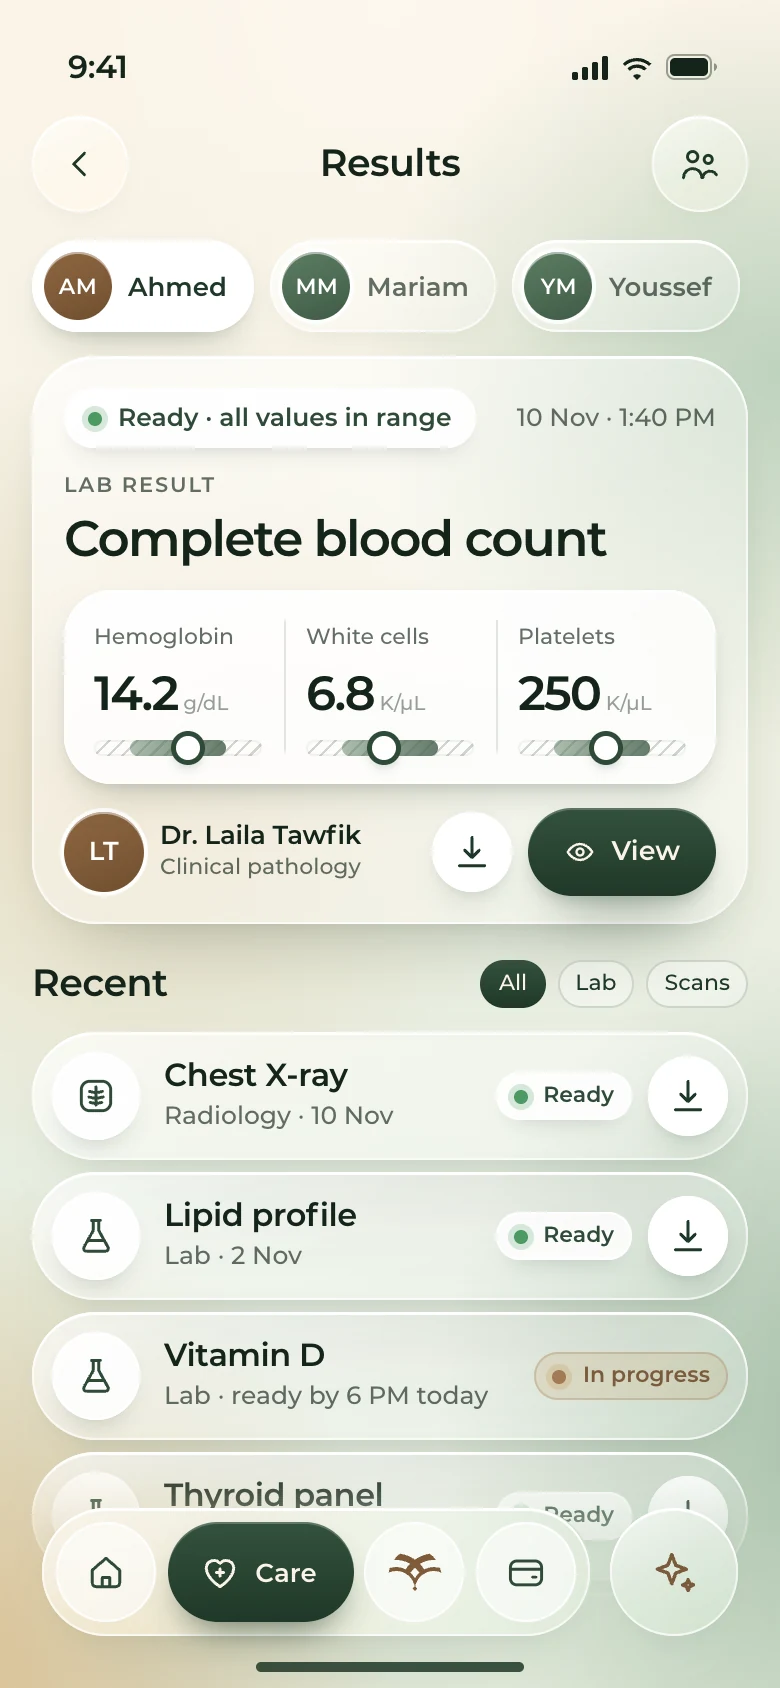 9:41
Results
AM Ahmed
MM Mariam
YM Youssef
Ready · all values in range
10 Nov · 1:40 PM
LAB RESULT
Complete blood count
Hemoglobin
14.2 g/dL
White cells
6.8 K/µL
Platelets
250 K/µL
LT
Dr. Laila Tawfik
Clinical pathology
View
Recent
All
Lab
Scans
Chest X-ray
Radiology · 10 Nov
Ready
Lipid profile
Lab · 2 Nov
Ready
Vitamin D
Lab · ready by 6 PM today
In progress
Thyroid panel
Ready
Care